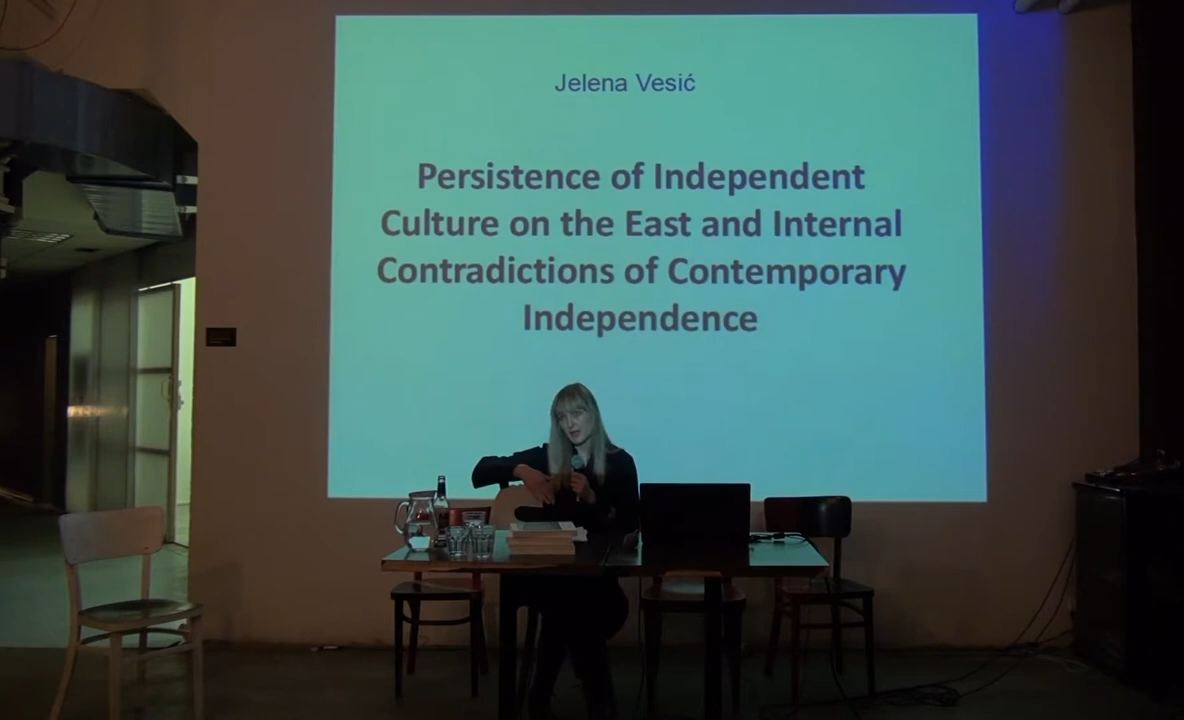 Jelena Vesić
Persistence of Independent
Culture on the East and Internal
Contradictions of Contemporary
Independence